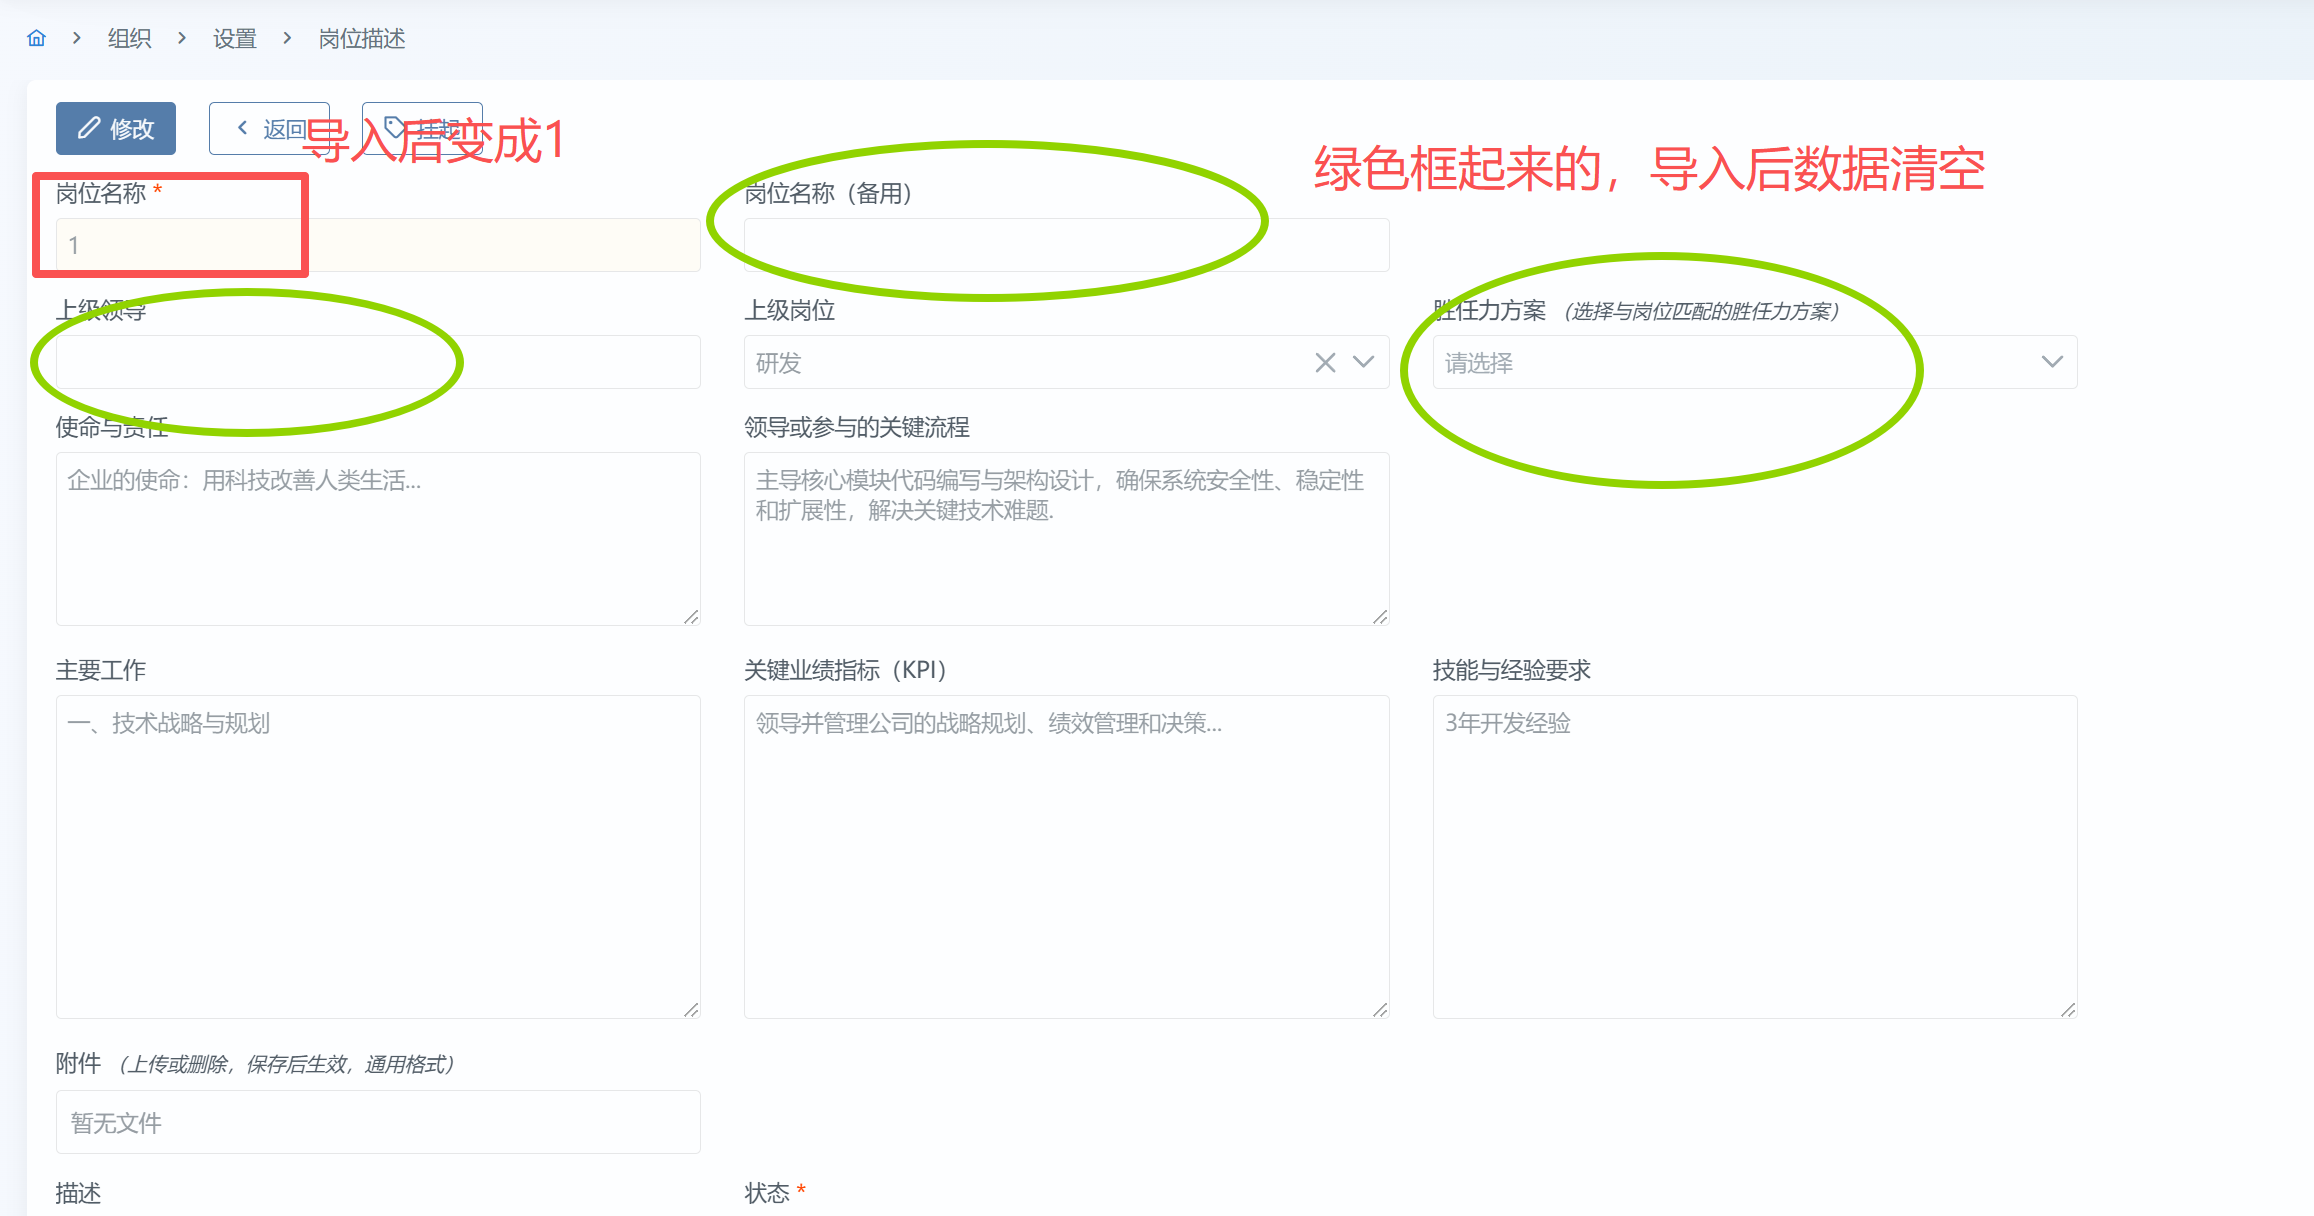 组织 设置 岗位描述
修改 返回 挂起
导入后变成1
绿色框起来的，导入后数据清空
岗位名称 * 岗位名称（备用）
1
上级领导 上级岗位 胜任力方案 （选择与岗位匹配的胜任力方案）
研发 请选择
使命与责任 领导或参与的关键流程
企业的使命：用科技改善人类生活... 主导核心模块代码编写与架构设计，确保系统安全性、稳定性
和扩展性，解决关键技术难题.
主要工作 关键业绩指标（KPI） 技能与经验要求
一、技术战略与规划 领导并管理公司的战略规划、绩效管理和决策... 3年开发经验
附件 （上传或删除，保存后生效，通用格式）
暂无文件
描述 状态 *